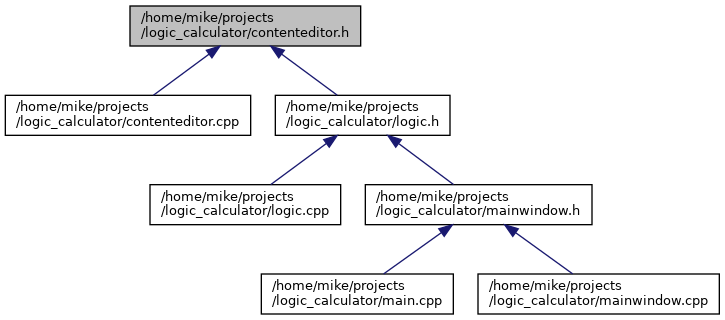 /home/mike/projects
/logic_calculator/contenteditor.h
/home/mike/projects
/logic_calculator/contenteditor.cpp
/home/mike/projects
/logic_calculator/logic.h
/home/mike/projects
/logic_calculator/logic.cpp
/home/mike/projects
/logic_calculator/mainwindow.h
/home/mike/projects
/logic_calculator/main.cpp
/home/mike/projects
/logic_calculator/mainwindow.cpp